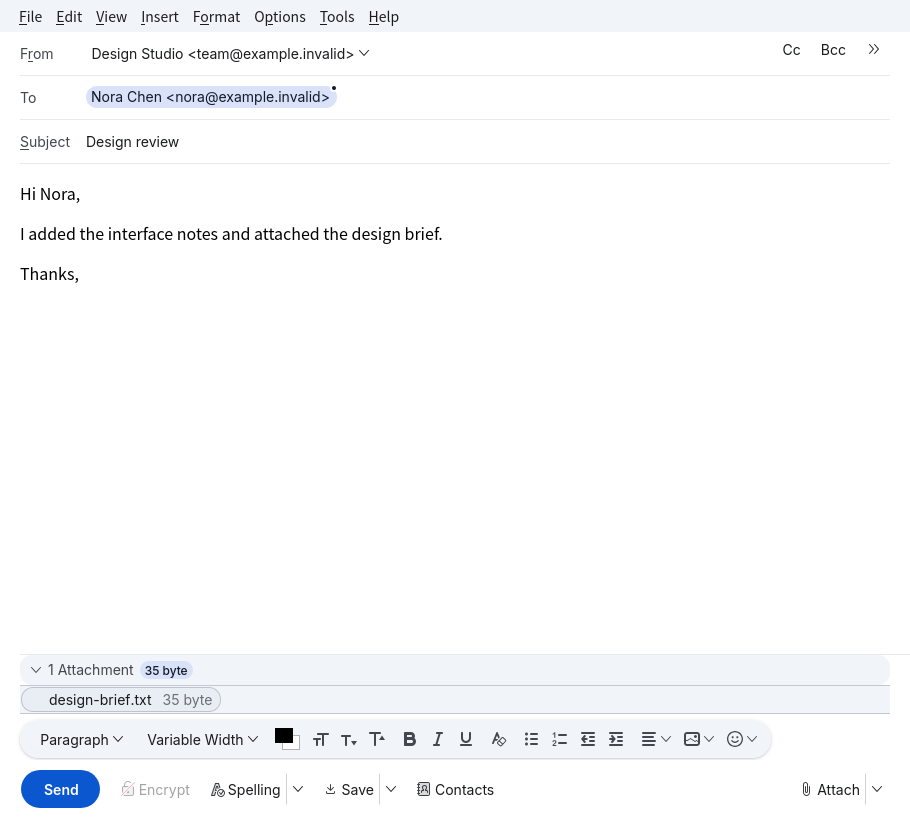 File Edit View Insert Format Options Tools Help
From Design Studio <team@example.invalid> Cc Bcc
To Nora Chen <nora@example.invalid>
Subject Design review
Hi Nora,
I added the interface notes and attached the design brief.
Thanks,
1 Attachment 35 byte
design-brief.txt 35 byte
Paragraph Variable Width
Send Encrypt Spelling Save Contacts Attach